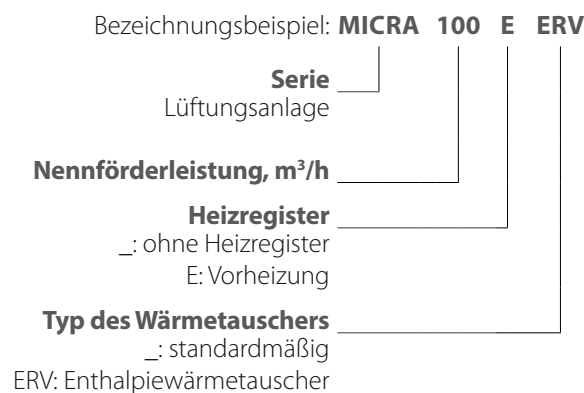 Bezeichnungsbeispiel: MICRA 100 E ERV
Serie
Lüftungsanlage
Nennförderleistung, m³/h
Heizregister
_: ohne Heizregister
E: Vorheizung
Typ des Wärmetauschers
_: standardmäßig
ERV: Enthalpiewärmetauscher